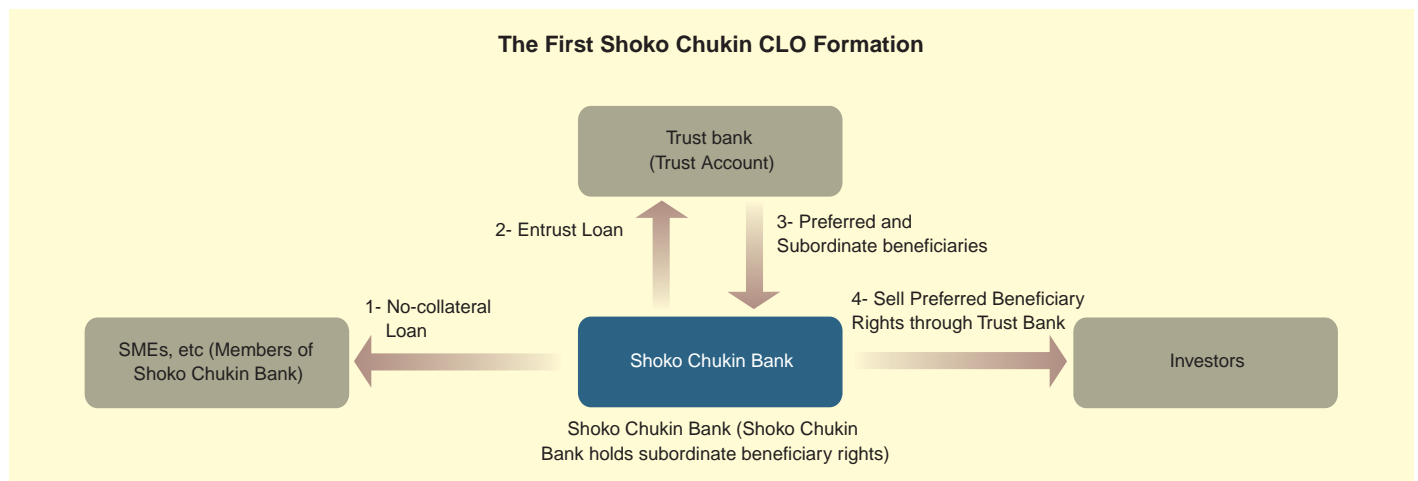 The First Shoko Chukin CLO Formation
Trust bank
(Trust Account)
2- Entrust Loan
3- Preferred and
Subordinate beneficiaries
1- No-collateral
Loan
4- Sell Preferred Beneficiary
Rights through Trust Bank
SMEs, etc (Members of
Shoko Chukin Bank)
Shoko Chukin Bank
Investors
Shoko Chukin Bank (Shoko Chukin
Bank holds subordinate beneficiary rights)